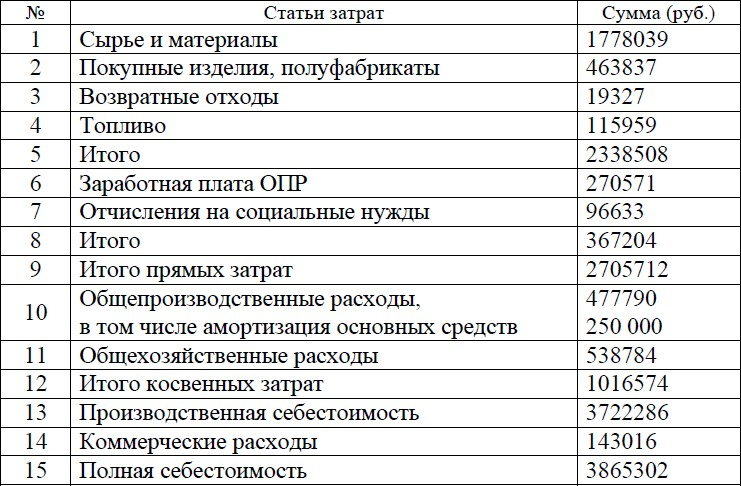 № Статьи затрат Сумма (руб.)
1 Сырье и материалы 1778039
2 Покупные изделия, полуфабрикаты 463837
3 Возвратные отходы 19327
4 Топливо 115959
5 Итого 2338508
6 Заработная плата ОПР 270571
7 Отчисления на социальные нужды 96633
8 Итого 367204
9 Итого прямых затрат 2705712
10 Общепроизводственные расходы, 477790
в том числе амортизация основных средств 250 000
11 Общехозяйственные расходы 538784
12 Итого косвенных затрат 1016574
13 Производственная себестоимость 3722286
14 Коммерческие расходы 143016
15 Полная себестоимость 3865302